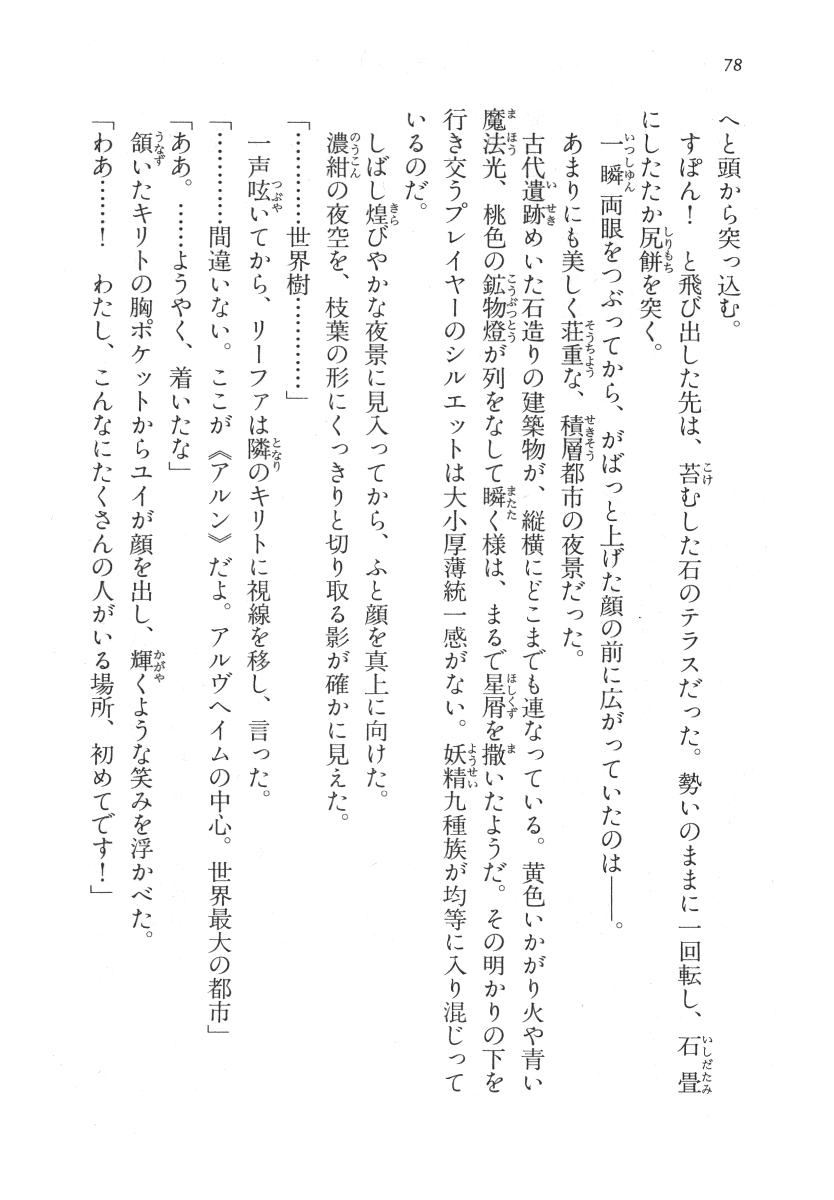 78
へと頭から突っ込む。
すぽん！　と飛び出した先は、苔むした石のテラスだった。勢いのままに一回転し、石畳
にしたたか尻餅を突く。
一瞬両眼をつぶってから、がばっと上げた顔の前に広がっていたのは――。
あまりにも美しく荘重な、積層都市の夜景だった。
古代遺跡めいた石造りの建築物が、縦横にどこまでも連なっている。黄色いかがり火や青い
魔法光、桃色の鉱物燈が列をなして瞬く様は、まるで星屑を撒いたようだ。その明かりの下を
行き交うプレイヤーのシルエットは大小厚薄統一感がない。妖精九種族が均等に入り混じって
いるのだ。
しばし煌びやかな夜景に見入ってから、ふと顔を真上に向けた。
濃紺の夜空を、枝葉の形にくっきりと切り取る影が確かに見えた。
「…………世界樹…………」
一声呟いてから、リーファは隣のキリトに視線を移し、言った。
「…………間違いない。ここが《アルン》だよ。アルヴヘイムの中心。世界最大の都市」
「ああ。……ようやく、着いたな」
頷いたキリトの胸ポケットからユイが顔を出し、輝くような笑みを浮かべた。
「わあ……！　わたし、こんなにたくさんの人がいる場所、初めてです！」